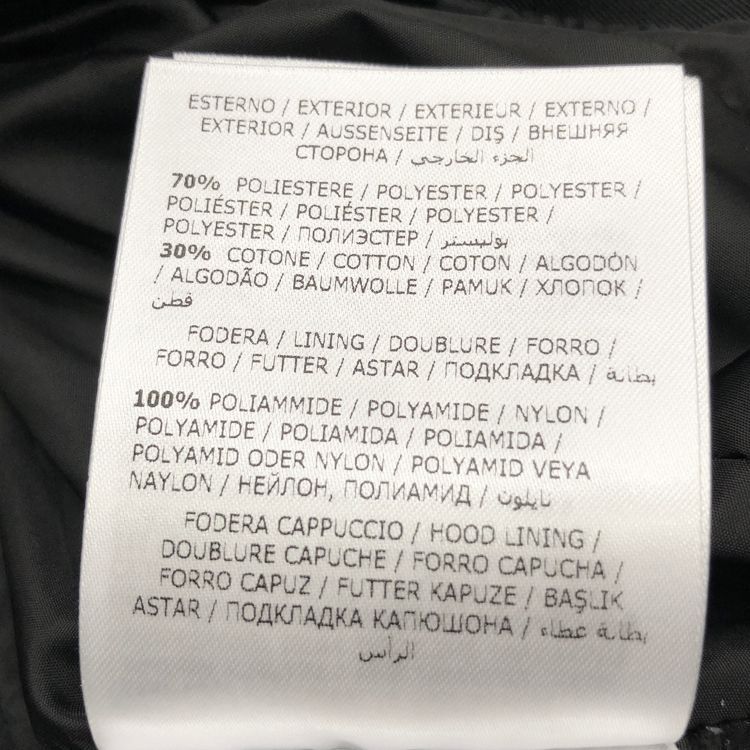 ESTERNO / EXTERIOR / EXTERIEUR / EXTERNO /
EXTERIOR / AUSSENSEITE / DIŞ / ВНЕШНЯЯ
СТОРОНА / الجزء الخارجي
70% POLIESTERE / POLYESTER / POLYESTER /
POLIÉSTER / POLIÉSTER / POLYESTER /
POLYESTER / ПОЛИЭСТЕР / بوليستر
30% COTONE / COTTON / COTON / ALGODÓN
/ ALGODÃO / BAUMWOLLE / PAMUK / ХЛОПОК /
قطن
FODERA / LINING / DOUBLURE / FORRO /
FORRO / FUTTER / ASTAR / ПОДКЛАДКА / بطانة
100% POLIAMMIDE / POLYAMIDE / NYLON /
POLYAMIDE / POLIAMIDA / POLIAMIDA /
POLYAMID ODER NYLON / POLYAMID VEYA
NAYLON / НЕЙЛОН, ПОЛИАМИД / نايلون
FODERA CAPPUCCIO / HOOD LINING /
DOUBLURE CAPUCHE / FORRO CAPUCHA /
FORRO CAPUZ / FUTTER KAPUZE / BAŞLIK
ASTAR / ПОДКЛАДКА КАПЮШОНА / بطانة غطاء
الرأس